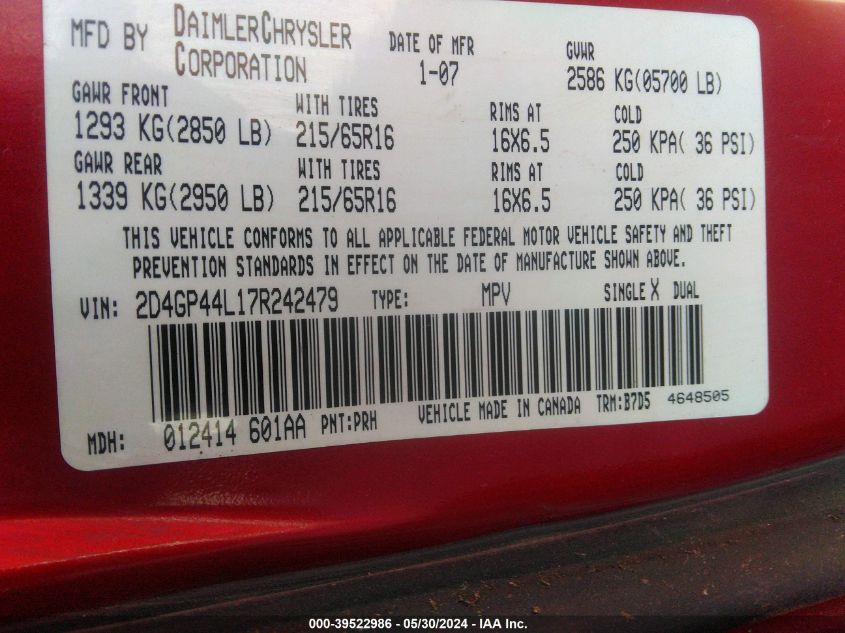 MFD BY DAIMLERCHRYSLER CORPORATION DATE OF MFR 1-07 GVWR 2586 KG(05700 LB)
GAWR FRONT WITH TIRES RIMS AT COLD
1293 KG(2850 LB) 215/65R16 16X6.5 250 KPA( 36 PSI)
GAWR REAR WITH TIRES RIMS AT COLD
1339 KG(2950 LB) 215/65R16 16X6.5 250 KPA( 36 PSI)
THIS VEHICLE CONFORMS TO ALL APPLICABLE FEDERAL MOTOR VEHICLE SAFETY AND THEFT
PREVENTION STANDARDS IN EFFECT ON THE DATE OF MANUFACTURE SHOWN ABOVE.
VIN: 2D4GP44L17R242479 TYPE: MPV SINGLE X DUAL
MDH: 012414 601AA PNT:PRH VEHICLE MADE IN CANADA TRM:B7D5 4648505
000-39522986 - 05/30/2024 - IAA Inc.